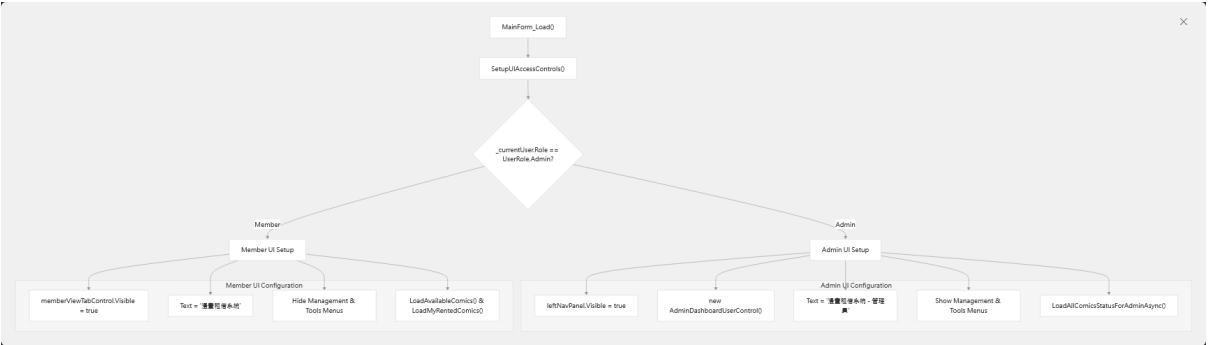 MainForm_Load()
SetupUIAccessControls()
_currentUser.Role ==
UserRole.Admin?
Member
Admin
Member UI Setup
Admin UI Setup
Member UI Configuration
Admin UI Configuration
memberViewTabControl.Visible
= true
Text = '漫畫租借系統'
Hide Management &
Tools Menus
LoadAvailableComics() &
LoadMyRentedComics()
leftNavPanel.Visible = true
new
AdminDashboardUserControl()
Text = '漫畫租借系統 - 管理
員'
Show Management &
Tools Menus
LoadAllComicsStatusForAdminAsync()